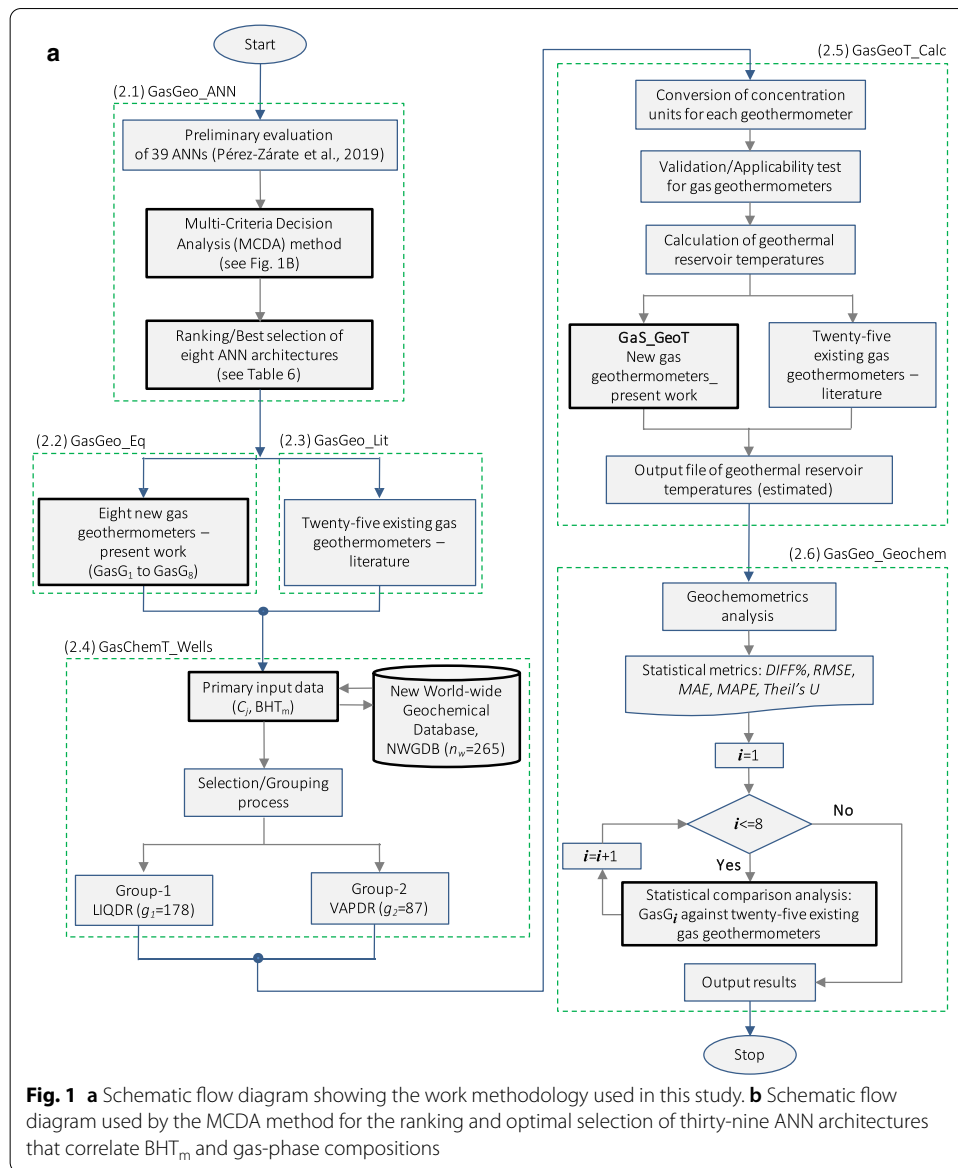 a
Start
(2.1) GasGeo_ANN
Preliminary evaluation
of 39 ANNs (Pérez-Zárate et al., 2019)
Multi-Criteria Decision
Analysis (MCDA) method
(see Fig. 1B)
Ranking/Best selection of
eight ANN architectures
(see Table 6)
(2.2) GasGeo_Eq
Eight new gas
geothermometers –
present work
(GasG1 to GasG8)
(2.3) GasGeo_Lit
Twenty-five existing gas
geothermometers –
literature
(2.4) GasChemT_Wells
Primary input data
(Cj, BHTm)
New World-wide
Geochemical
Database,
NWGDB (nw=265)
Selection/Grouping
process
Group-1
LIQDR (g1=178)
Group-2
VAPDR (g2=87)
(2.5) GasGeoT_Calc
Conversion of concentration
units for each geothermometer
Validation/Applicability test
for gas geothermometers
Calculation of geothermal
reservoir temperatures
GaS_GeoT
New gas
geothermometers_
present work
Twenty-five
existing gas
geothermometers –
literature
Output file of geothermal reservoir
temperatures (estimated)
(2.6) GasGeo_Geochem
Geochemometrics
analysis
Statistical metrics: DIFF%, RMSE,
MAE, MAPE, Theil's U
i=1
i<=8
No
i=i+1
Yes
Statistical comparison analysis:
GasGi against twenty-five existing
gas geothermometers
Output results
Stop
Fig. 1 a Schematic flow diagram showing the work methodology used in this study. b Schematic flow
diagram used by the MCDA method for the ranking and optimal selection of thirty-nine ANN architectures
that correlate BHTm and gas-phase compositions